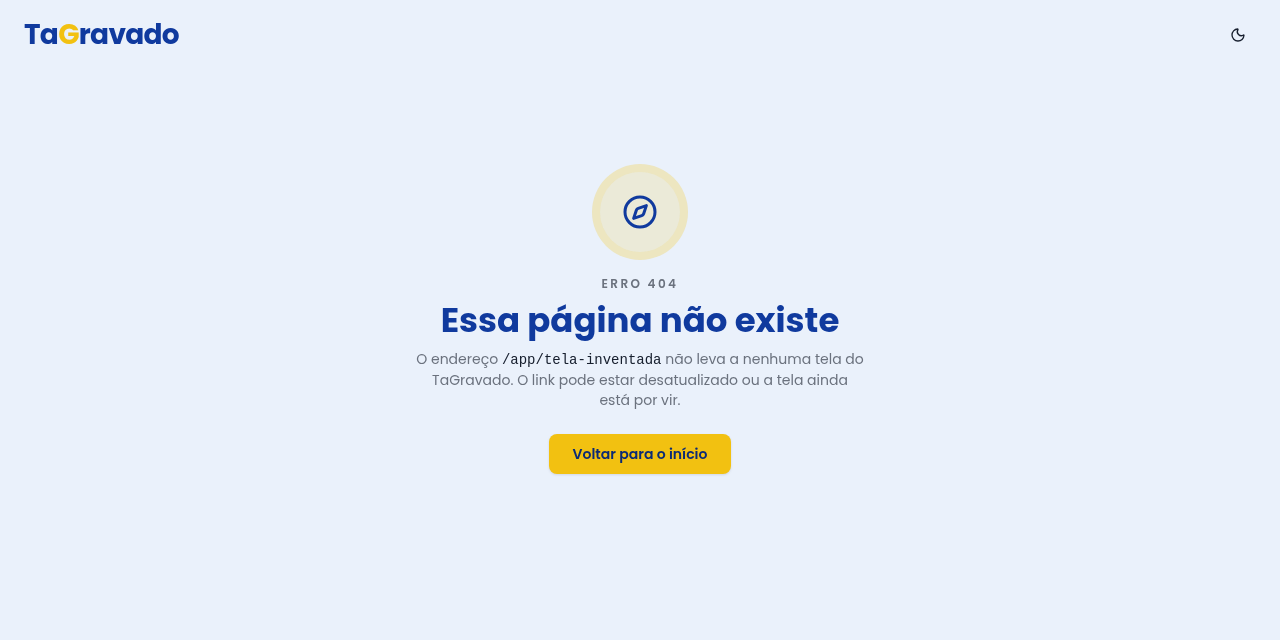 TaGravado
ERRO 404
Essa página não existe
O endereço /app/tela-inventada não leva a nenhuma tela do
TaGravado. O link pode estar desatualizado ou a tela ainda
está por vir.
Voltar para o início